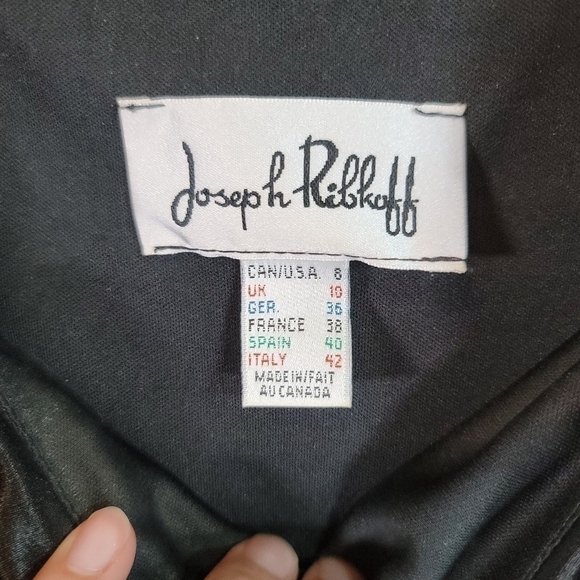 Joseph Ribkoff
CAN/U.S.A. 8
UK 10
GER. 36
FRANCE 38
SPAIN 40
ITALY 42
MADE IN/FAIT
AU CANADA